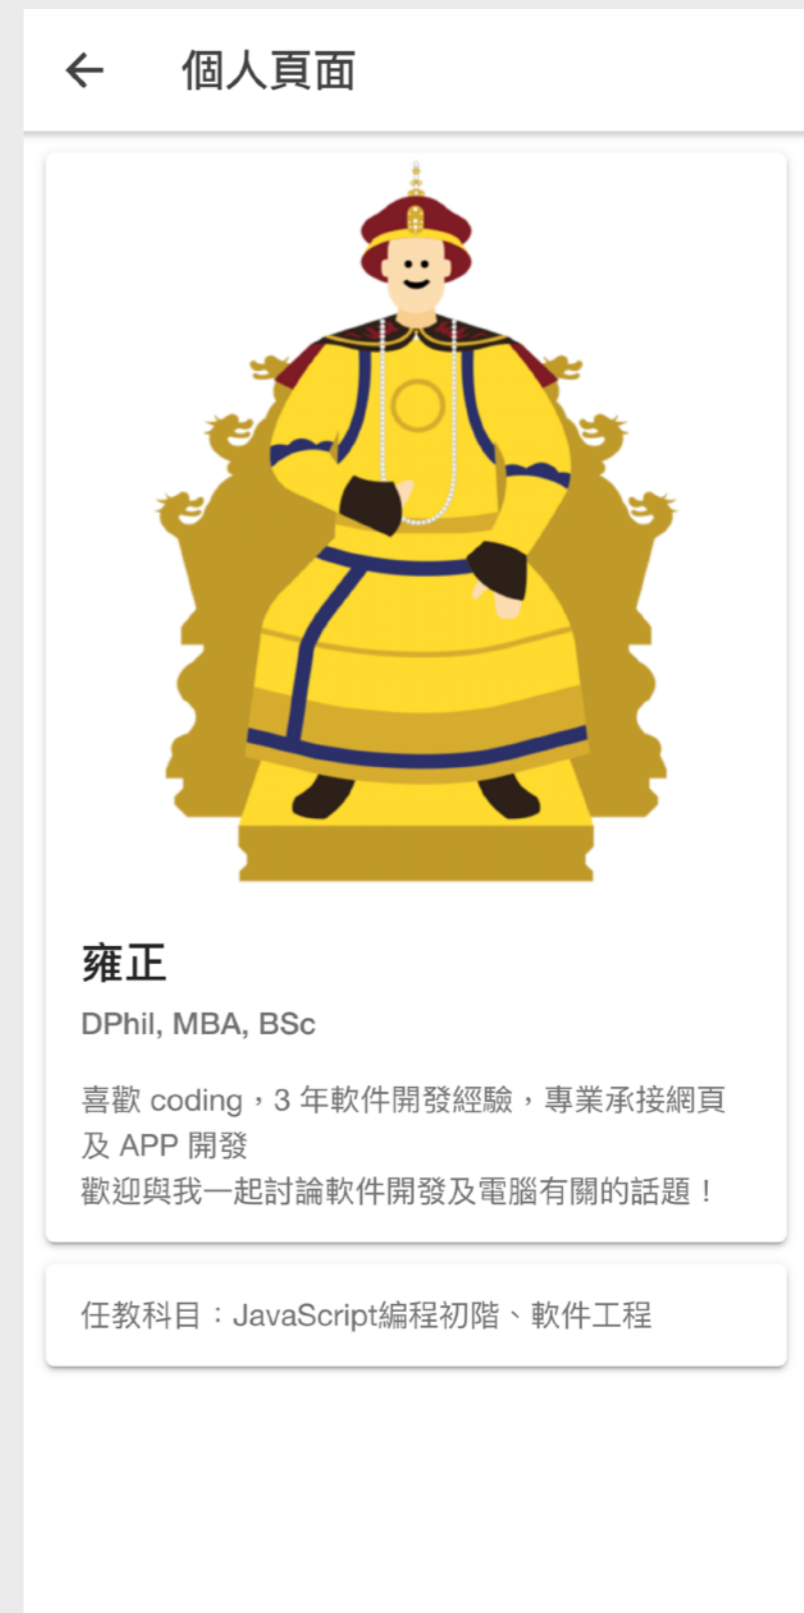 個人頁面
雍正
DPhil, MBA, BSc
喜歡 coding，3 年軟件開發經驗，專業承接網頁
及 APP 開發
歡迎與我一起討論軟件開發及電腦有關的話題！
任教科目：JavaScript編程初階、軟件工程